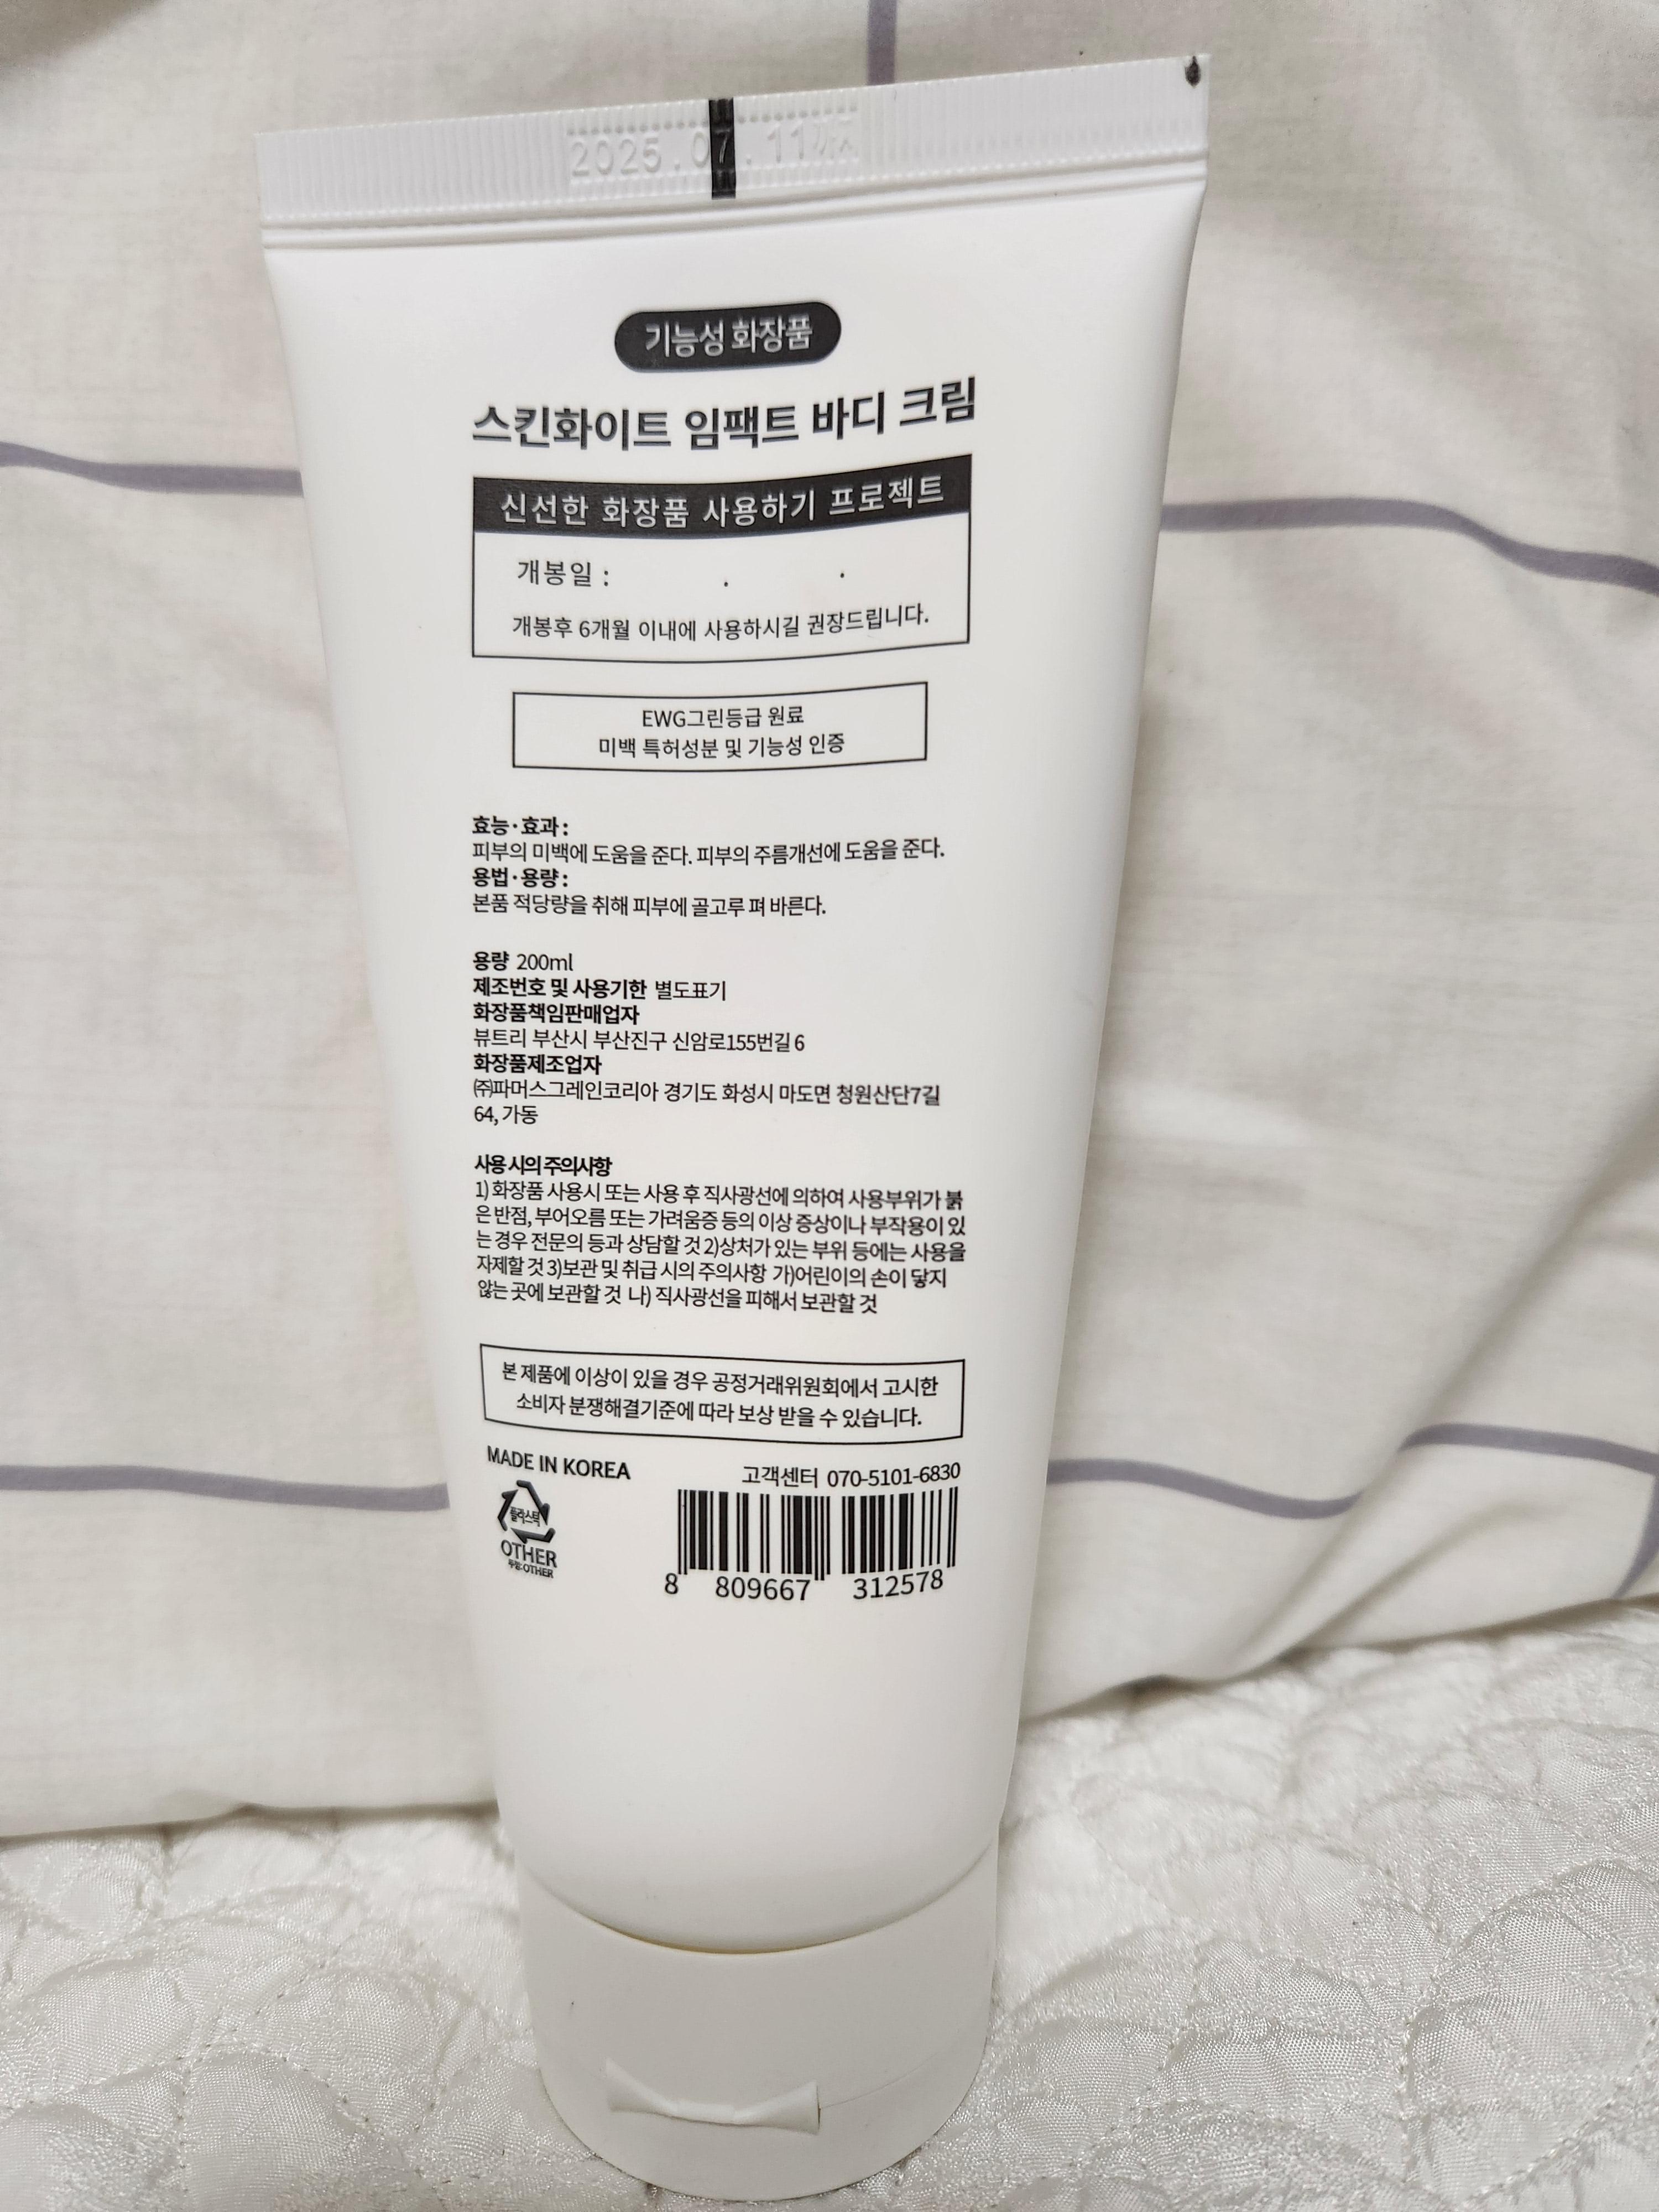 2025.07.11까지
기능성 화장품
스킨화이트 임팩트 바디 크림
신선한 화장품 사용하기 프로젝트
개봉일 : . .
개봉후 6개월 이내에 사용하시길 권장드립니다.
EWG그린등급 원료
미백 특허성분 및 기능성 인증
효능·효과 :
피부의 미백에 도움을 준다. 피부의 주름개선에 도움을 준다.
용법·용량 :
본품 적당량을 취해 피부에 골고루 펴 바른다.
용량 200ml
제조번호 및 사용기한 별도표기
화장품책임판매업자
뷰트리 부산시 부산진구 신암로155번길 6
화장품제조업자
㈜파머스그레인코리아 경기도 화성시 마도면 청원산단7길
64, 가동
사용 시의 주의사항
1) 화장품 사용시 또는 사용 후 직사광선에 의하여 사용부위가 붉
은 반점, 부어오름 또는 가려움증 등의 이상 증상이나 부작용이 있
는 경우 전문의 등과 상담할 것 2)상처가 있는 부위 등에는 사용을
자제할 것 3)보관 및 취급 시의 주의사항 가)어린이의 손이 닿지
않는 곳에 보관할 것 나) 직사광선을 피해서 보관할 것
본 제품에 이상이 있을 경우 공정거래위원회에서 고시한
소비자 분쟁해결기준에 따라 보상 받을 수 있습니다.
MADE IN KOREA
고객센터 070-5101-6830
플라스틱
OTHER
뚜껑:OTHER
8 809667 312578